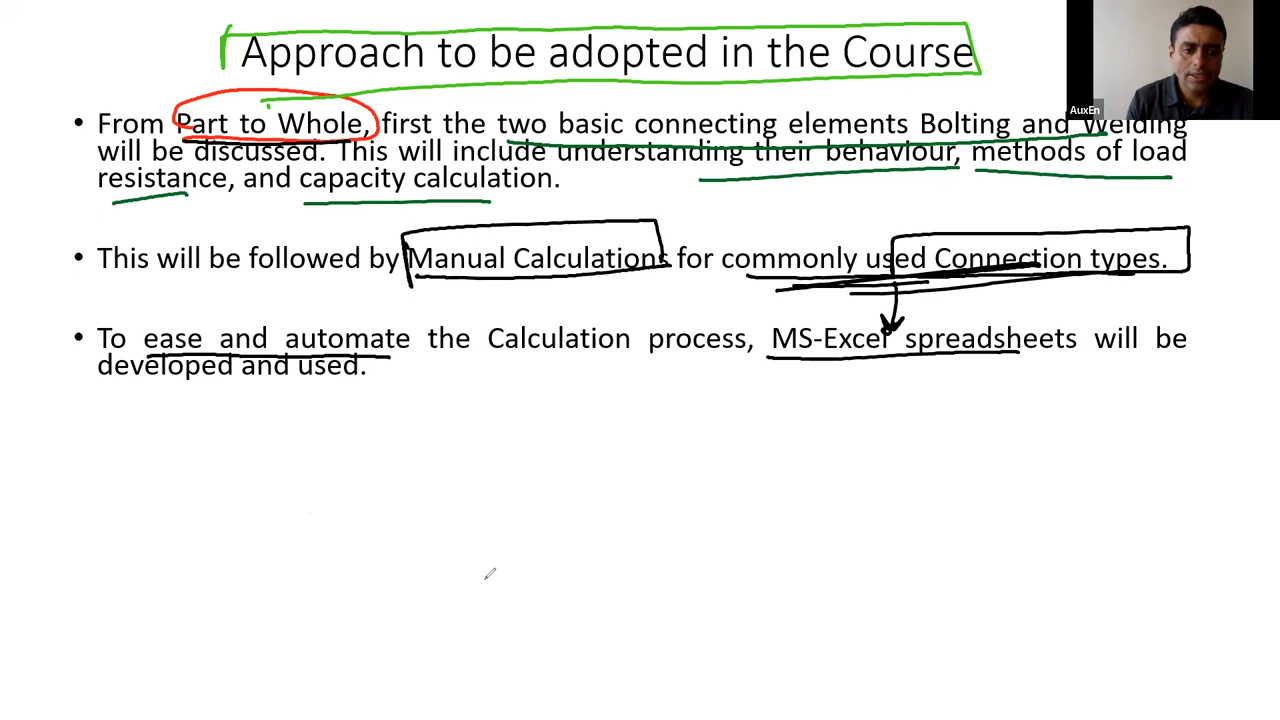 Approach to be adopted in the Course
AuxEn
• From Part to Whole, first the two basic connecting elements Bolting and Welding
will be discussed. This will include understanding their behaviour, methods of load
resistance, and capacity calculation.
• This will be followed by Manual Calculations for commonly used Connection types.
• To ease and automate the Calculation process, MS-Excel spreadsheets will be
developed and used.